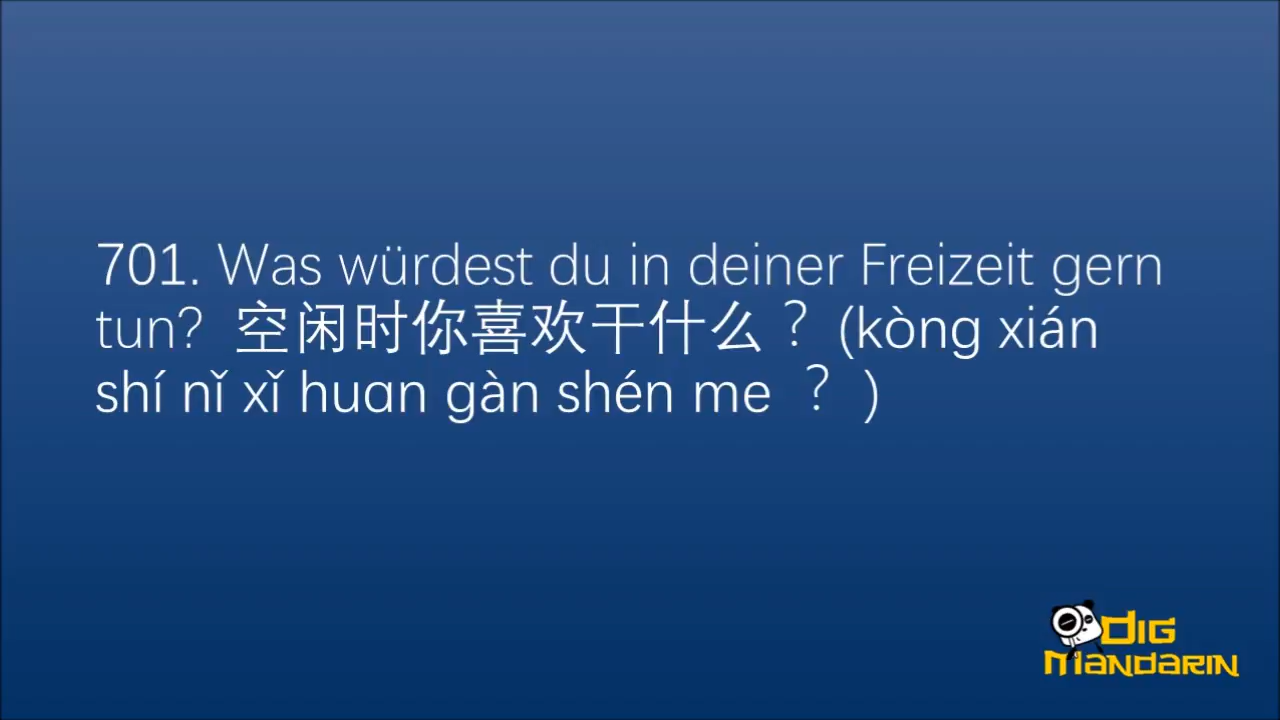 701. Was würdest du in deiner Freizeit gern
tun? 空闲时你喜欢干什么？(kòng xián
shí nǐ xǐ huɑn gàn shén me ？)
DIG
MANDARIN